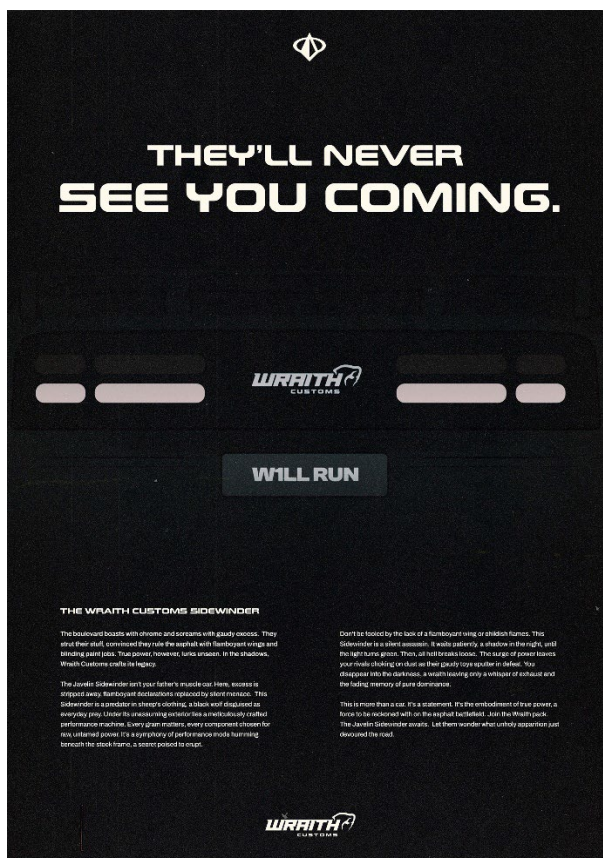 THEY'LL NEVER
SEE YOU COMING.
WRAITH
CUSTOMS
W1LL RUN
THE WRAITH CUSTOMS SIDEWINDER
The boulevard boasts with chrome and screams with gaudy excess. They
strut their stuff, convinced they rule the asphalt with flamboyant wings and
blinding paint jobs. True power, however, lurks unseen. In the shadows,
Wraith Customs crafts its legacy.
The Javelin Sidewinder isn't your father's muscle car. Here, excess is
stripped away, flamboyant declarations replaced by silent menace. This
Sidewinder is a predator in sheep's clothing, a black wolf disguised as
everyday prey. Under its unassuming exterior lies a meticulously crafted
performance machine. Every gram matters, every component chosen for
raw, untamed power. It's a symphony of performance mods humming
beneath the stock frame, a secret poised to erupt.
Don't be fooled by the lack of a flamboyant wing or childish flames. This
Sidewinder is a silent assassin. It waits patiently, a shadow in the night, until
the light turns green. Then, all hell breaks loose. The surge of power leaves
your rivals choking on dust as their gaudy toys sputter in defeat. You
disappear into the darkness, a wraith leaving only a whisper of exhaust and
the fading memory of pure dominance.
This is more than a car. It's a statement. It's the embodiment of true power, a
force to be reckoned with on the asphalt battlefield. Join the Wraith pack.
The Javelin Sidewinder awaits. Let them wonder what unholy apparition just
devoured the road.
WRAITH
CUSTOMS